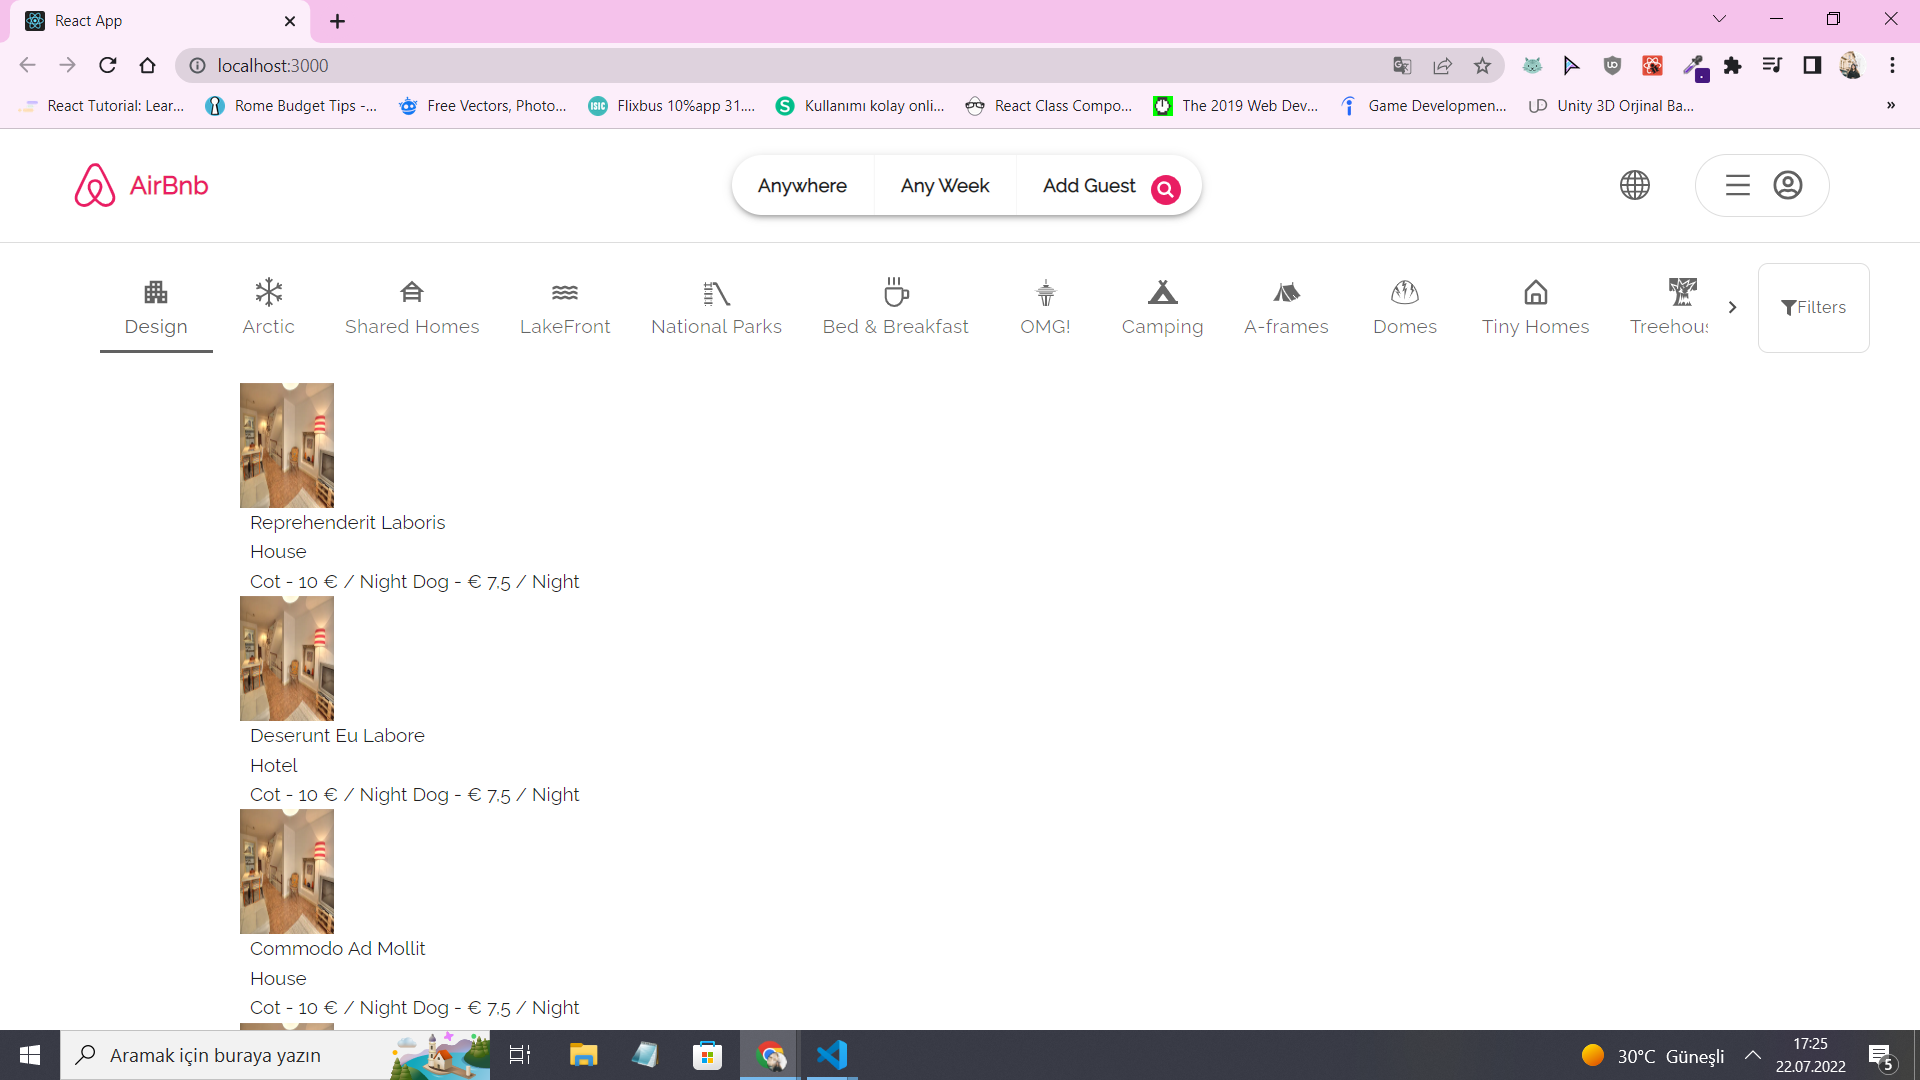 React App
localhost:3000
React Tutorial: Lear...
Rome Budget Tips -...
Free Vectors, Photo...
Flixbus 10%app 31....
Kullanımı kolay onli...
React Class Compo...
The 2019 Web Dev...
Game Developmen...
Unity 3D Orjinal Ba...
»
AirBnb
Anywhere
Any Week
Add Guest
Design
Arctic
Shared Homes
LakeFront
National Parks
Bed & Breakfast
OMG!
Camping
A-frames
Domes
Tiny Homes
Treehous
Filters
Reprehenderit Laboris
House
Cot - 10 € / Night Dog - € 7,5 / Night
Deserunt Eu Labore
Hotel
Cot - 10 € / Night Dog - € 7,5 / Night
Commodo Ad Mollit
House
Cot - 10 € / Night Dog - € 7,5 / Night
Aramak için buraya yazın
30°C Güneşli
17:25
22.07.2022
5